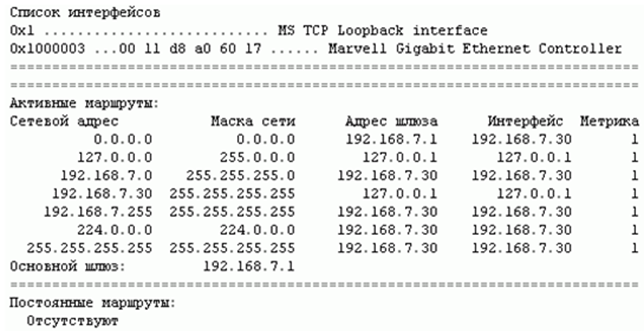 Список интерфейсов
0x1 ........................... MS TCP Loopback interface
0x1000003 ...00 11 d8 a0 60 17 ...... Marvell Gigabit Ethernet Controller
===========================================================================
===========================================================================
Активные маршруты:
Сетевой адрес Маска сети Адрес шлюза Интерфейс Метрика
0.0.0.0 0.0.0.0 192.168.7.1 192.168.7.30 1
127.0.0.0 255.0.0.0 127.0.0.1 127.0.0.1 1
192.168.7.0 255.255.255.0 192.168.7.30 192.168.7.30 1
192.168.7.30 255.255.255.255 127.0.0.1 127.0.0.1 1
192.168.7.255 255.255.255.255 192.168.7.30 192.168.7.30 1
224.0.0.0 224.0.0.0 192.168.7.30 192.168.7.30 1
255.255.255.255 255.255.255.255 192.168.7.30 192.168.7.30 1
Основной шлюз: 192.168.7.1
===========================================================================
Постоянные маршруты:
Отсутствуют